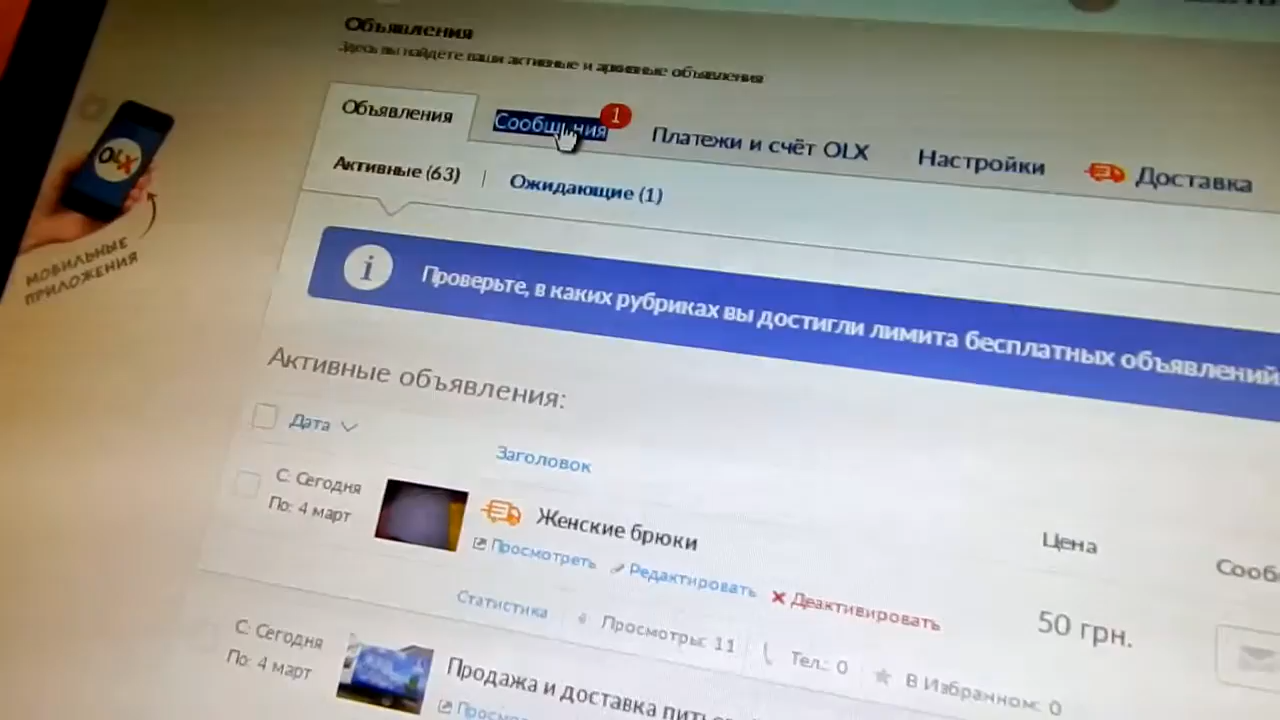 Объявления
Здесь вы найдёте ваши активные и архивные объявления
Объявления Сообщения 1 Платежи и счёт OLX Настройки Доставка
Активные (63) Ожидающие (1)
OLX
МОБИЛЬНЫЕ
ПРИЛОЖЕНИЯ
i
Проверьте, в каких рубриках вы достигли лимита бесплатных объявлений
Активные объявления:
Дата Заголовок Цена
С: Сегодня
По: 4 март
Женские брюки
50 грн.
Просмотреть Редактировать Деактивировать
Статистика Просмотры: 11 Тел.: 0 В Избранном: 0
С: Сегодня
По: 4 март
Продажа и доставка